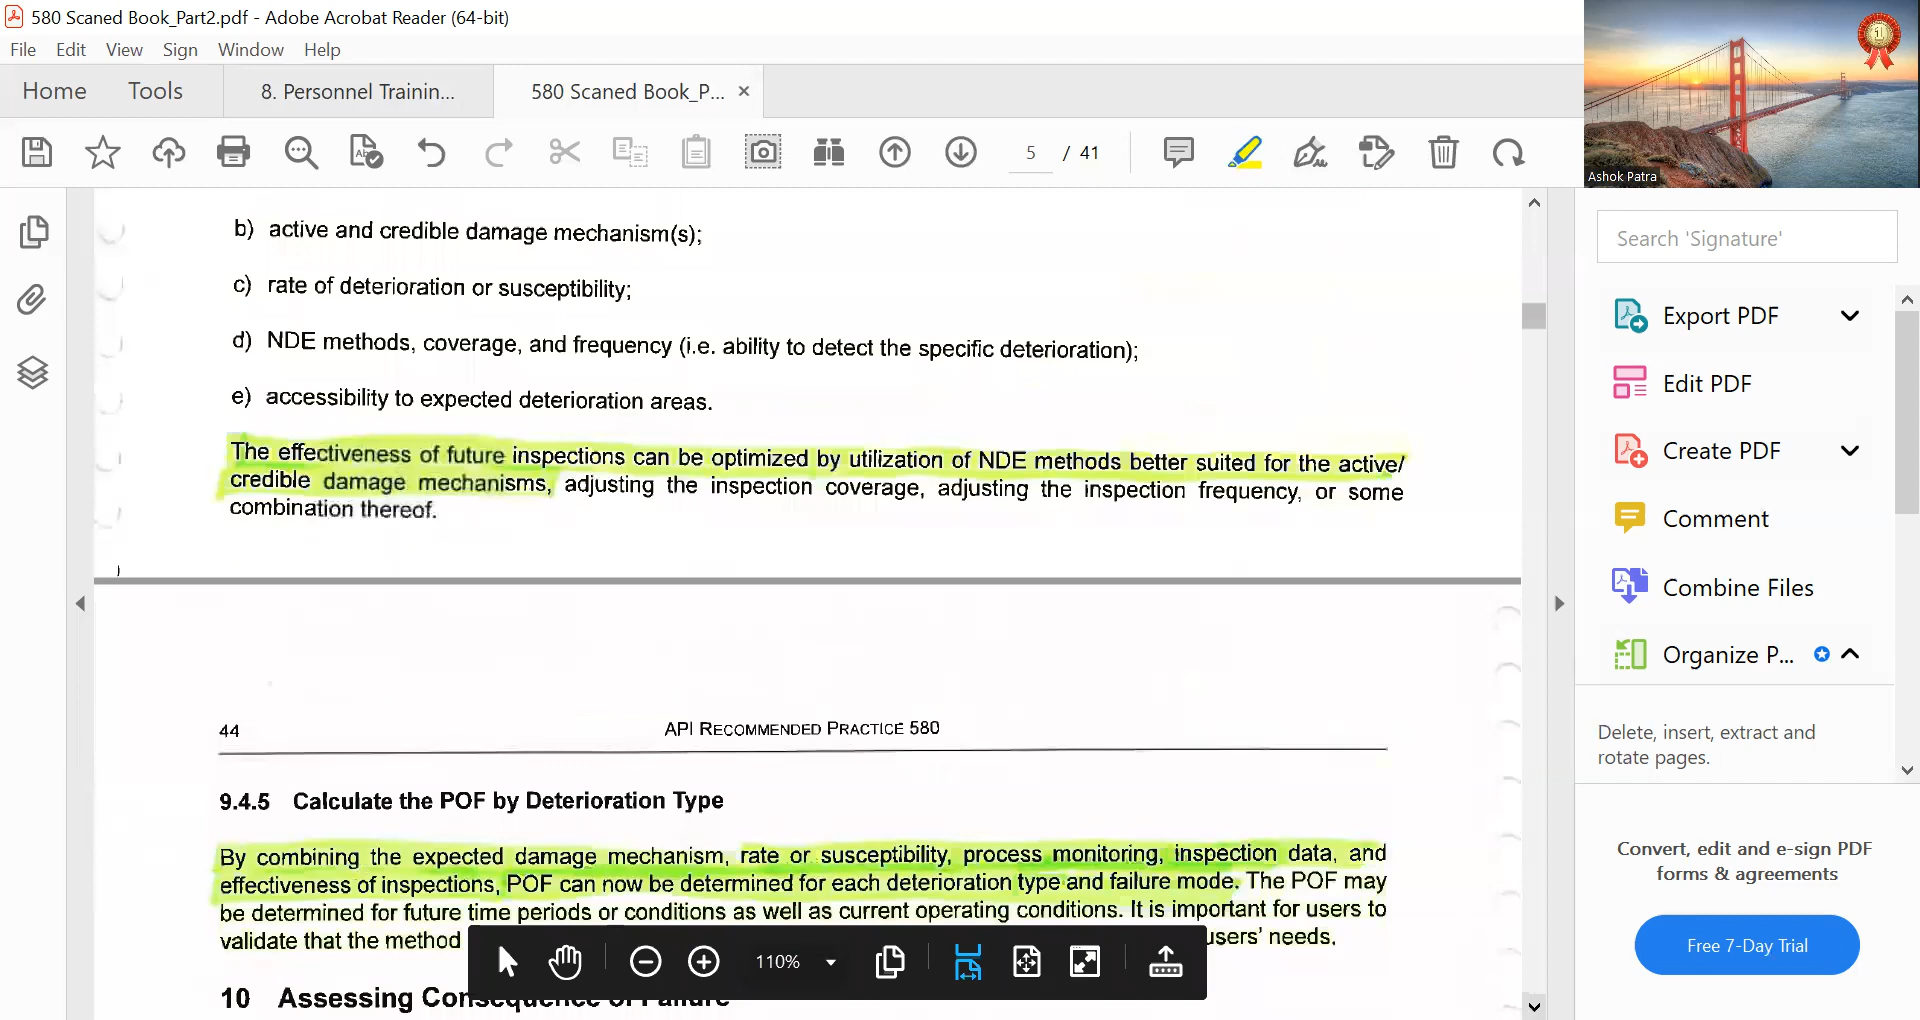 580 Scaned Book_Part2.pdf - Adobe Acrobat Reader (64-bit)
File Edit View Sign Window Help
Home Tools 8. Personnel Trainin... 580 Scaned Book_P... ×
5 / 41
Ashok Patra
b) active and credible damage mechanism(s);
c) rate of deterioration or susceptibility;
d) NDE methods, coverage, and frequency (i.e. ability to detect the specific deterioration);
e) accessibility to expected deterioration areas.
The effectiveness of future inspections can be optimized by utilization of NDE methods better suited for the active/
credible damage mechanisms, adjusting the inspection coverage, adjusting the inspection frequency, or some
combination thereof.
44 API RECOMMENDED PRACTICE 580
9.4.5 Calculate the POF by Deterioration Type
By combining the expected damage mechanism, rate or susceptibility, process monitoring, inspection data, and
effectiveness of inspections, POF can now be determined for each deterioration type and failure mode. The POF may
be determined for future time periods or conditions as well as current operating conditions. It is important for users to
validate that the method users' needs.
110%
10 Assessing Consequence of Failure
Search 'Signature'
Export PDF
Edit PDF
Create PDF
Comment
Combine Files
Organize P...
Delete, insert, extract and
rotate pages.
Convert, edit and e-sign PDF
forms & agreements
Free 7-Day Trial